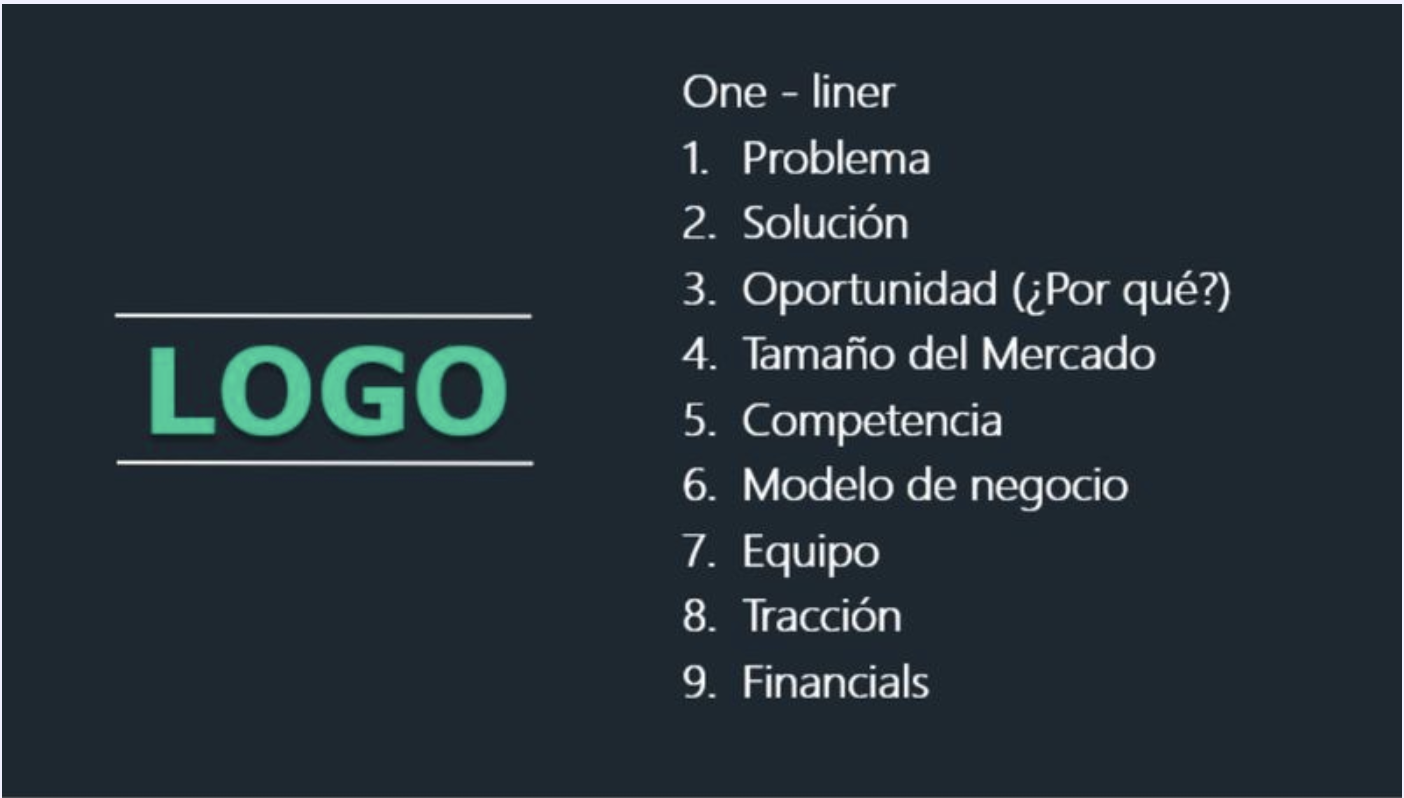 LOGO
One - liner
1. Problema
2. Solución
3. Oportunidad (¿Por qué?)
4. Tamaño del Mercado
5. Competencia
6. Modelo de negocio
7. Equipo
8. Tracción
9. Financials